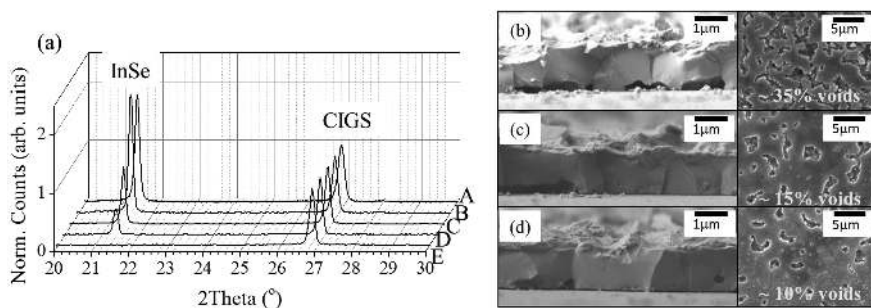 (a)
InSe
CIGS
Norm. Counts (arb. units)
2
1
0
A
B
C
D
E
20 21 22 23 24 25 26 27 28 29 30
2Theta (°)
(b)
1μm
5μm
~ 35% voids
(c)
1μm
5μm
~ 15% voids
(d)
1μm
5μm
~ 10% voids